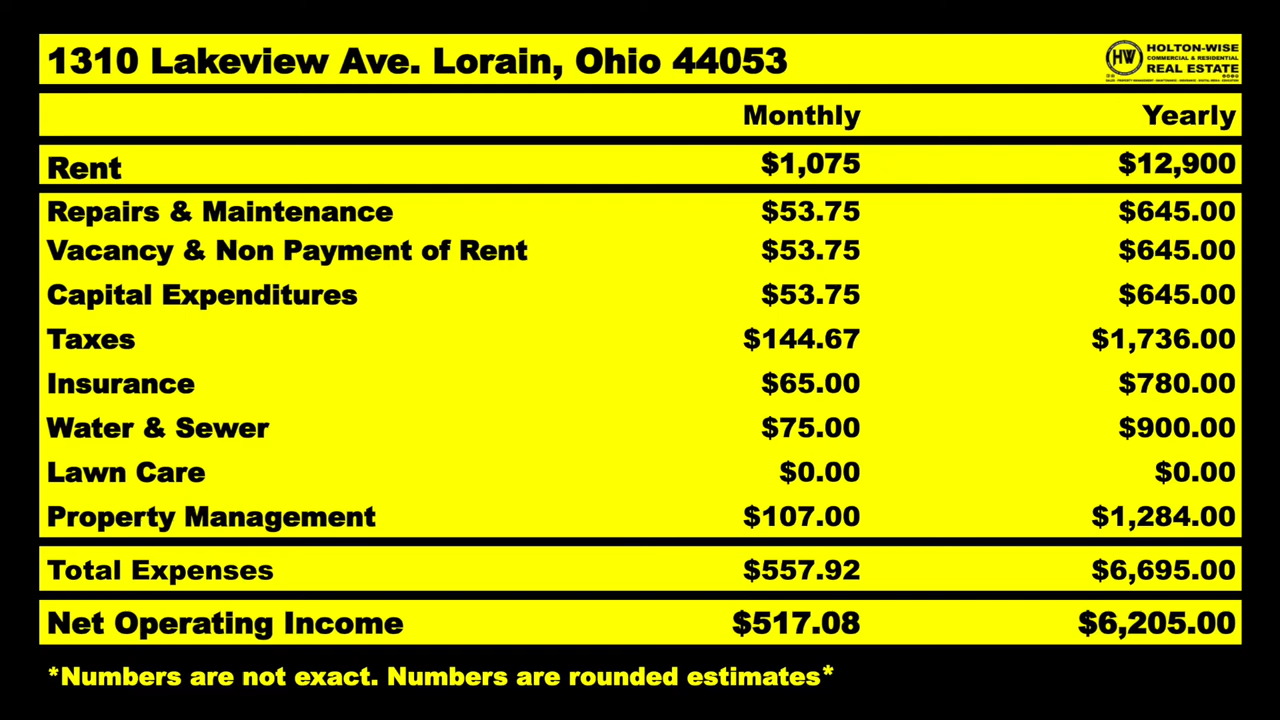 1310 Lakeview Ave. Lorain, Ohio 44053
HW
HOLTON-WISE
COMMERCIAL & RESIDENTIAL
REAL ESTATE
Monthly Yearly
Rent $1,075 $12,900
Repairs & Maintenance $53.75 $645.00
Vacancy & Non Payment of Rent $53.75 $645.00
Capital Expenditures $53.75 $645.00
Taxes $144.67 $1,736.00
Insurance $65.00 $780.00
Water & Sewer $75.00 $900.00
Lawn Care $0.00 $0.00
Property Management $107.00 $1,284.00
Total Expenses $557.92 $6,695.00
Net Operating Income $517.08 $6,205.00
*Numbers are not exact. Numbers are rounded estimates*